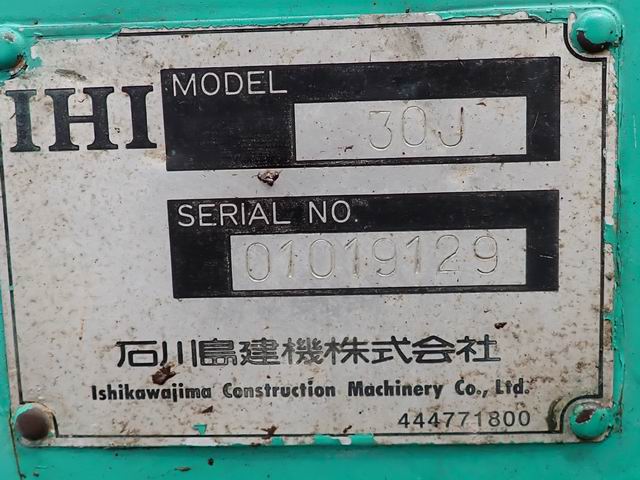 IHI
MODEL
30J
SERIAL NO.
01019129
石川島建機株式会社
Ishikawajima Construction Machinery Co., Ltd.
444771800